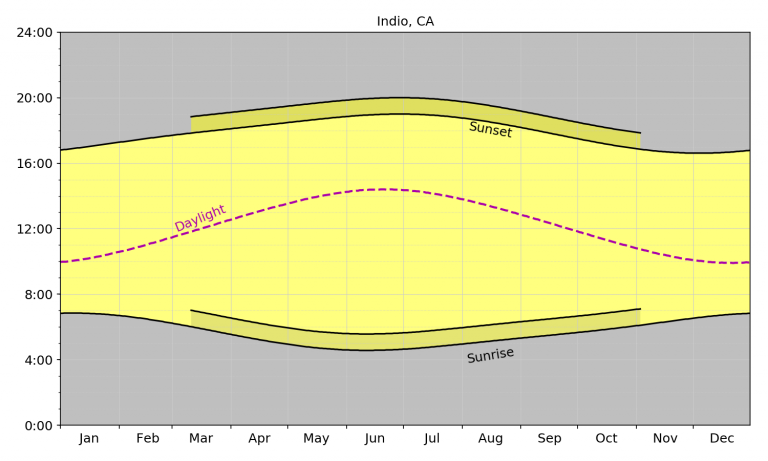 Indio, CA
24:00
20:00
16:00
12:00
8:00
4:00
0:00
Sunset
Daylight
Sunrise
Jan Feb Mar Apr May Jun Jul Aug Sep Oct Nov Dec